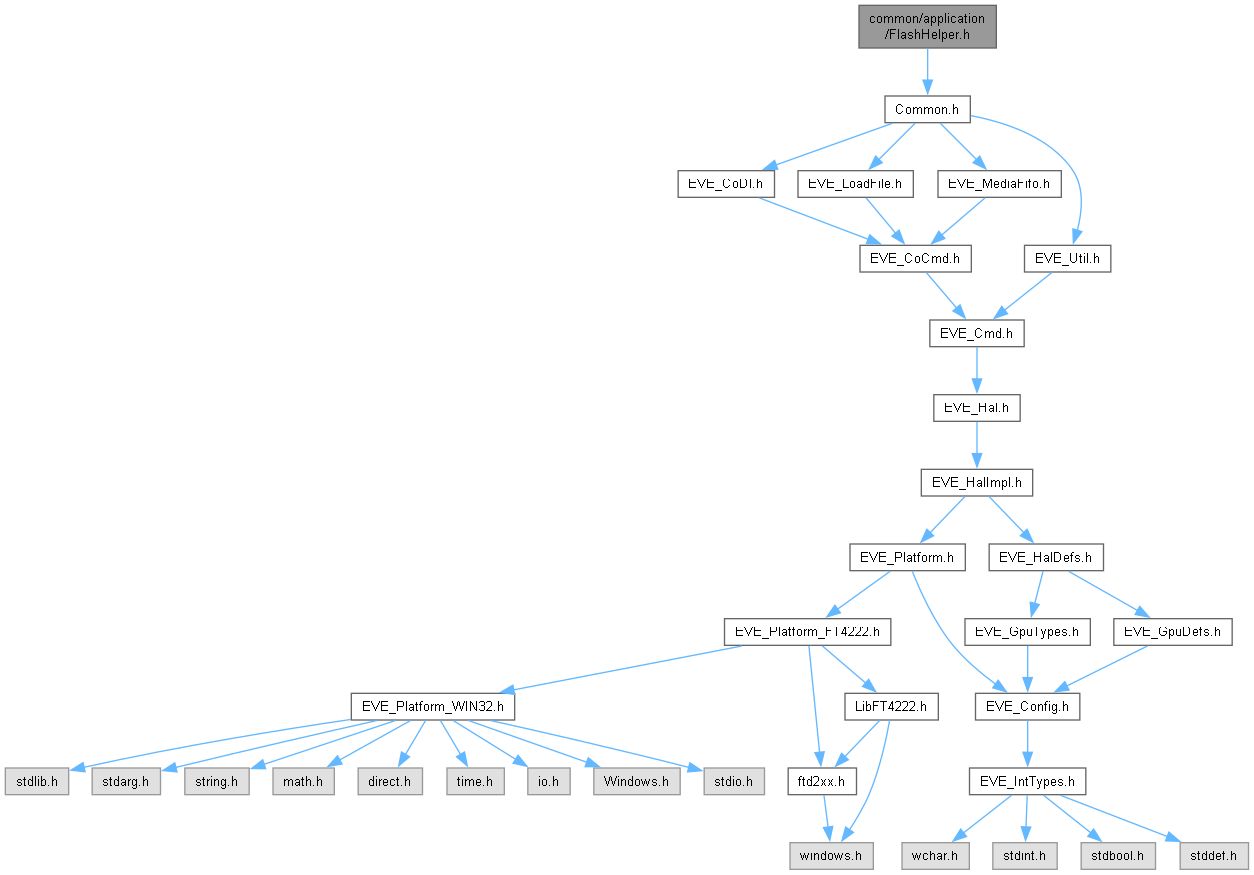 common/application
/FlashHelper.h
Common.h
EVE_CoDl.h
EVE_LoadFile.h
EVE_MediaFifo.h
EVE_CoCmd.h
EVE_Util.h
EVE_Cmd.h
EVE_Hal.h
EVE_HalImpl.h
EVE_Platform.h
EVE_HalDefs.h
EVE_Platform_FT4222.h
EVE_GpuTypes.h
EVE_GpuDefs.h
EVE_Platform_WIN32.h
LibFT4222.h
EVE_Config.h
stdlib.h
stdarg.h
string.h
math.h
direct.h
time.h
io.h
Windows.h
stdio.h
ftd2xx.h
EVE_IntTypes.h
windows.h
wchar.h
stdint.h
stdbool.h
stddef.h